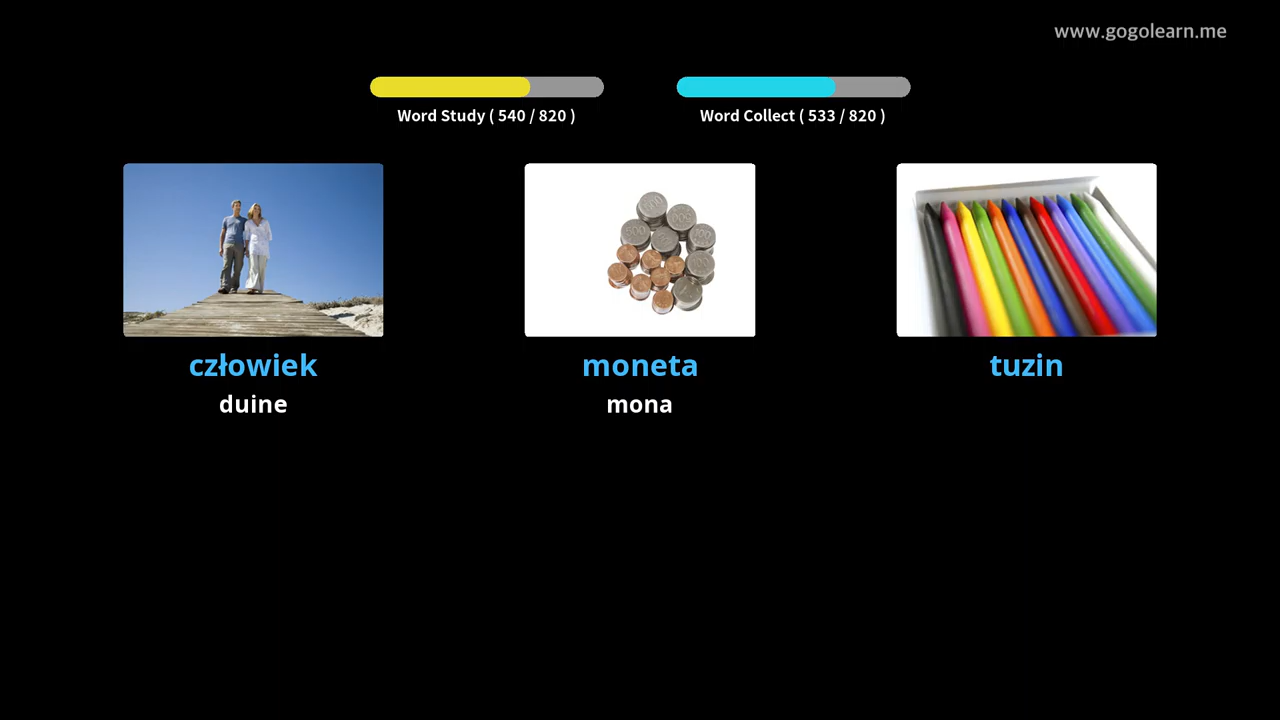 www.gogolearn.me
Word Study ( 540 / 820 )
Word Collect ( 533 / 820 )
człowiek
duine
moneta
mona
tuzin